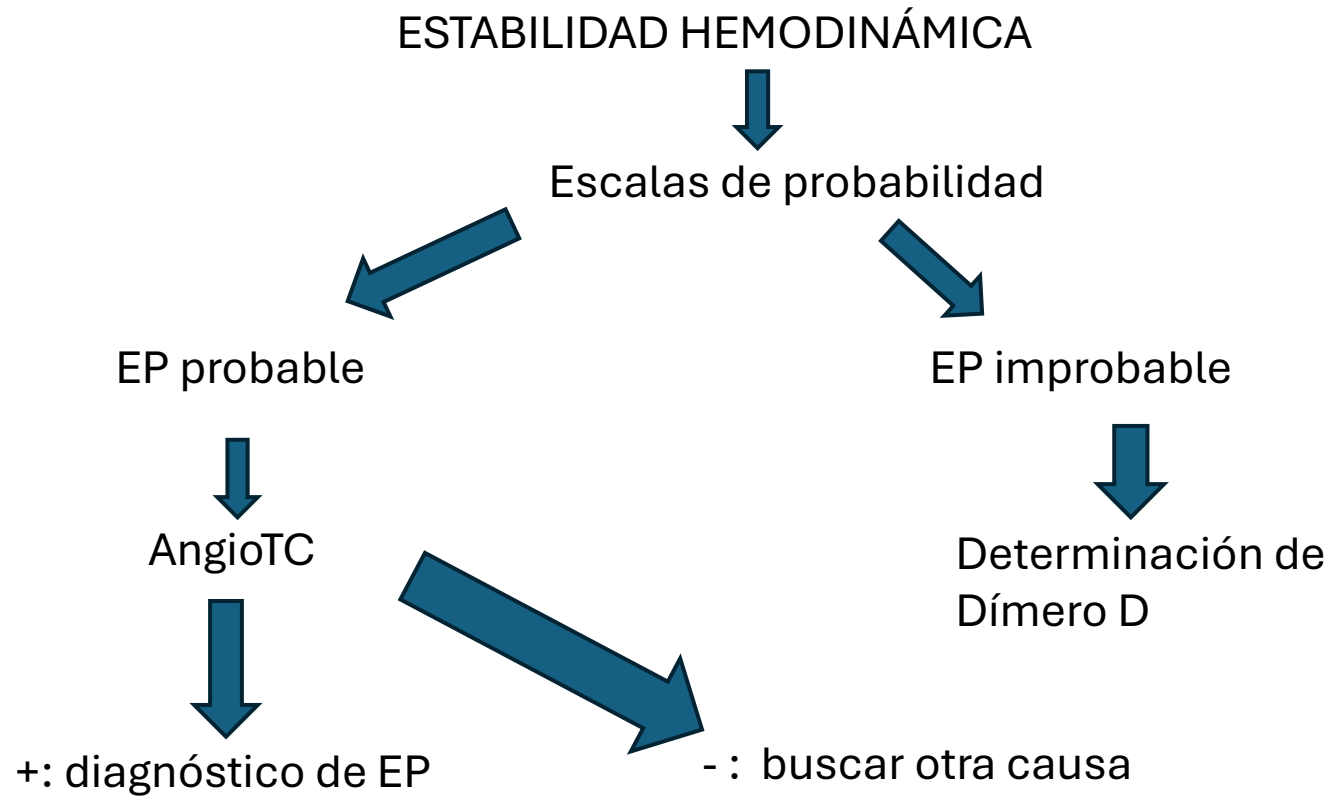 ESTABILIDAD HEMODINÁMICA
Escalas de probabilidad
EP probable
EP improbable
AngioTC
Determinación de
Dímero D
+: diagnóstico de EP
- : buscar otra causa